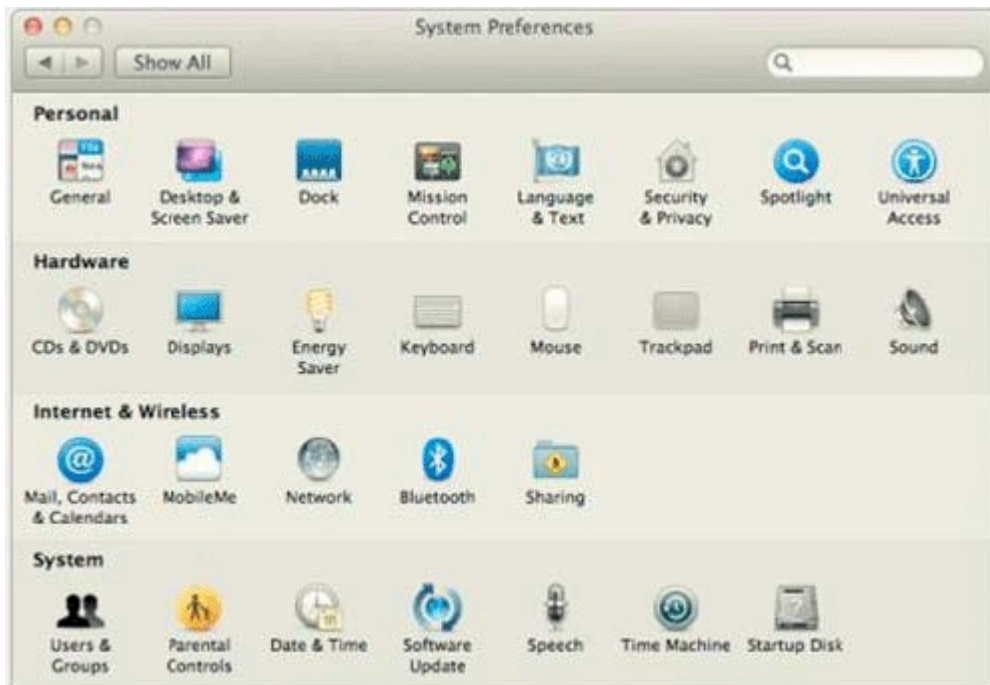 System Preferences
Show All
Personal
General
Desktop &
Screen Saver
Dock
Mission
Control
Language
& Text
Security
& Privacy
Spotlight
Universal
Access
Hardware
CDs & DVDs
Displays
Energy
Saver
Keyboard
Mouse
Trackpad
Print & Scan
Sound
Internet & Wireless
Mail, Contacts
& Calendars
MobileMe
Network
Bluetooth
Sharing
System
Users &
Groups
Parental
Controls
Date & Time
Software
Update
Speech
Time Machine
Startup Disk